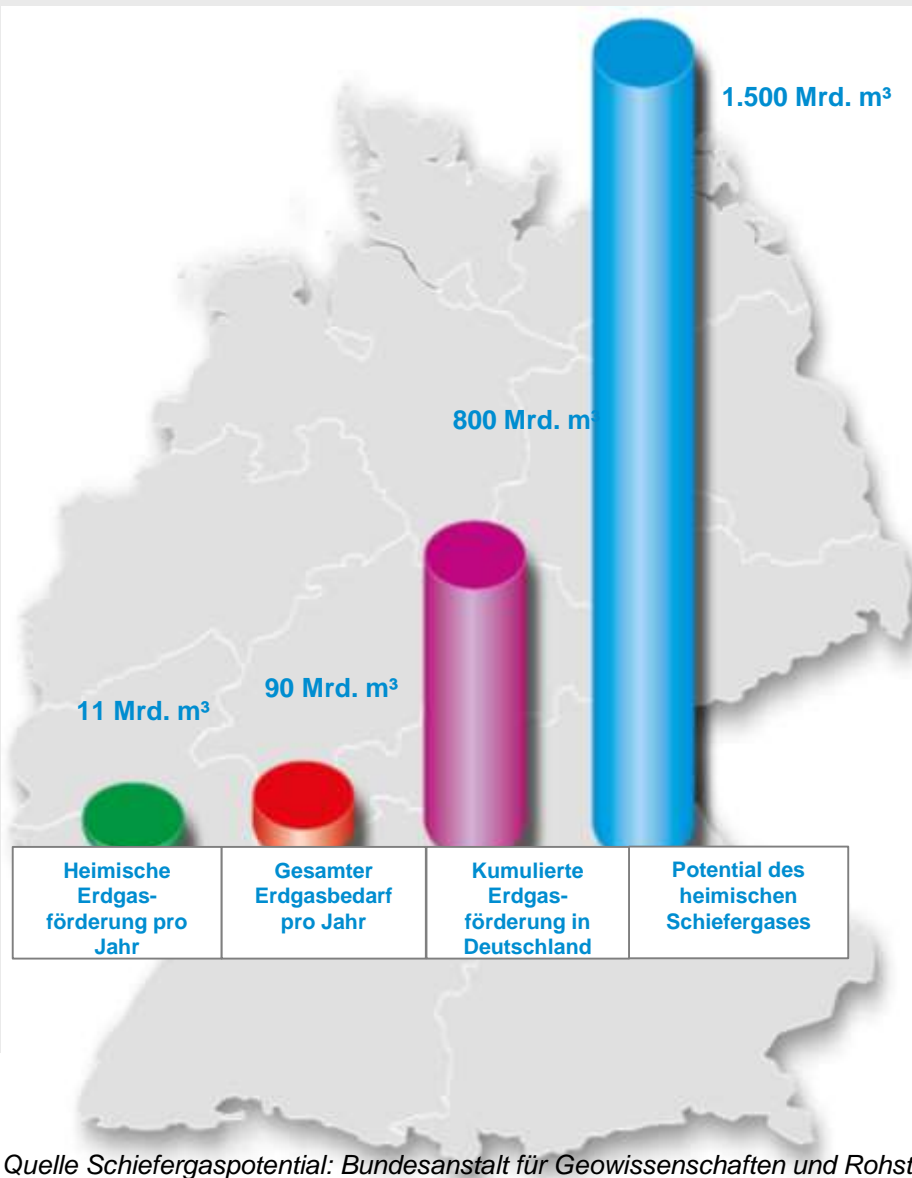 1.500 Mrd. m³
800 Mrd. m³
90 Mrd. m³
11 Mrd. m³
Heimische
Erdgas-
förderung pro
Jahr
Gesamter
Erdgasbedarf
pro Jahr
Kumulierte
Erdgas-
förderung in
Deutschland
Potential des
heimischen
Schiefergases
Quelle Schiefergaspotential: Bundesanstalt für Geowissenschaften und